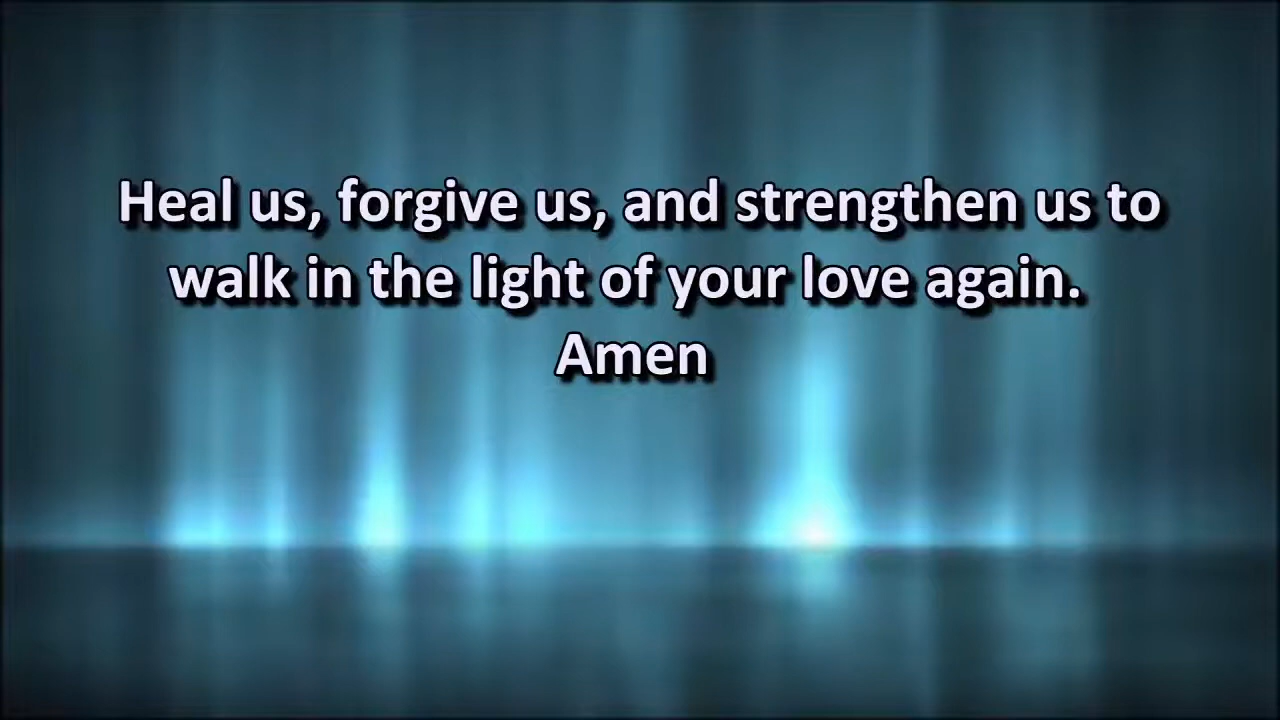 Heal us, forgive us, and strengthen us to
walk in the light of your love again.
Amen